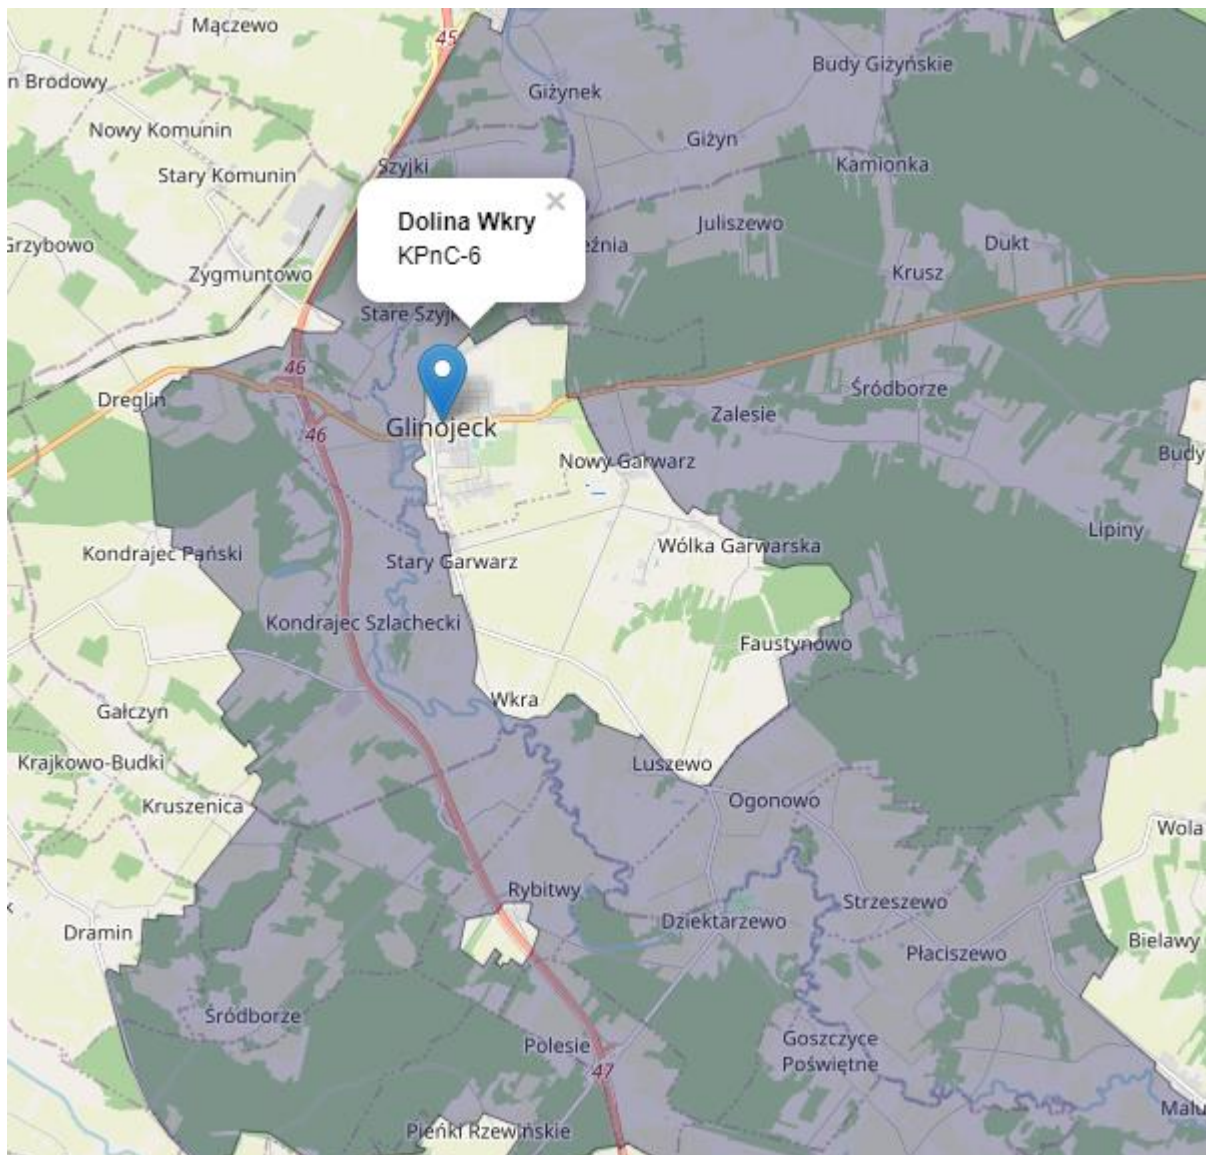 Mączewo
45
Budy Giżyńskie
n Brodowy
Giżynek
Nowy Komunin
Giżyn
Szyjki
Kamionka
Stary Komunin
×
Dolina Wkry
KPnC-6
Juliszewo
Grzybowo
eźnia
Dukt
Zygmuntowo
Krusz
Stare Szyjk
46
Dreglin
Śródborze
Zalesie
Glinojeck
46
Budy
Nowy Garwarz
Lipiny
Kondrajec Pański
Wólka Garwarska
Stary Garwarz
Kondrajec Szlachecki
Faustynowo
Wkra
Gałczyn
Krajkowo-Budki
Luszewo
Ogonowo
Kruszenica
Wola
Rybitwy
Strzeszewo
Dziektarzewo
Dramin
Bielawy
Płaciszewo
Śródborze
Goszczyce
Poświętne
Polesie
47
Malu
Pieńki Rzewińskie